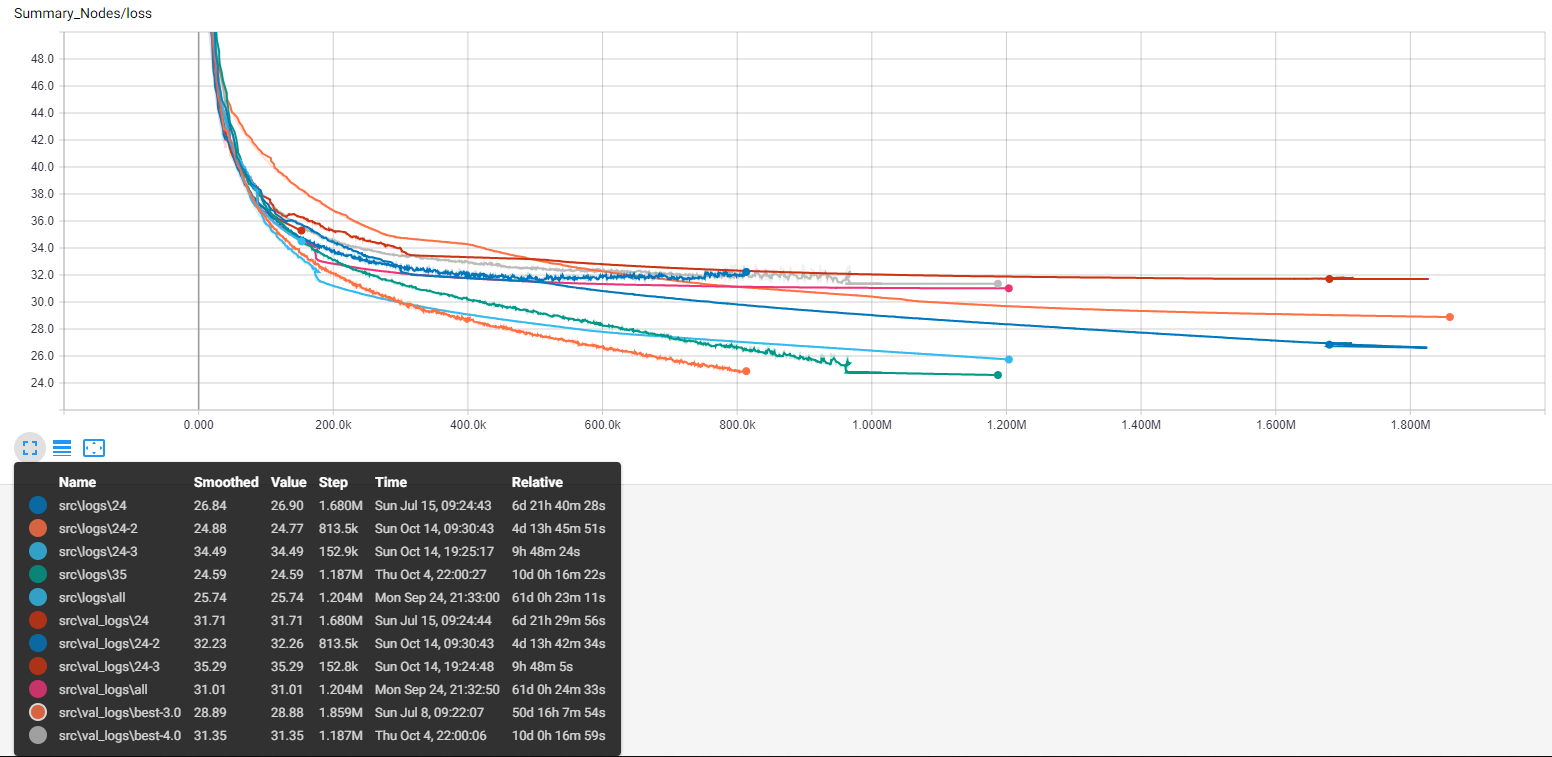 Summary_Nodes/loss
48.0
46.0
44.0
42.0
40.0
38.0
36.0
34.0
32.0
30.0
28.0
26.0
24.0
0.000 200.0k 400.0k 600.0k 800.0k 1.000M 1.200M 1.400M 1.600M 1.800M
Name Smoothed Value Step Time Relative
src\logs\24 26.84 26.90 1.680M Sun Jul 15, 09:24:43 6d 21h 40m 28s
src\logs\24-2 24.88 24.77 813.5k Sun Oct 14, 09:30:43 4d 13h 45m 51s
src\logs\24-3 34.49 34.49 152.9k Sun Oct 14, 19:25:17 9h 48m 24s
src\logs\35 24.59 24.59 1.187M Thu Oct 4, 22:00:27 10d 0h 16m 22s
src\logs\all 25.74 25.74 1.204M Mon Sep 24, 21:33:00 61d 0h 23m 11s
src\val_logs\24 31.71 31.71 1.680M Sun Jul 15, 09:24:44 6d 21h 29m 56s
src\val_logs\24-2 32.23 32.26 813.5k Sun Oct 14, 09:30:43 4d 13h 42m 34s
src\val_logs\24-3 35.29 35.29 152.8k Sun Oct 14, 19:24:48 9h 48m 5s
src\val_logs\all 31.01 31.01 1.204M Mon Sep 24, 21:32:50 61d 0h 24m 33s
src\val_logs\best-3.0 28.89 28.88 1.859M Sun Jul 8, 09:22:07 50d 16h 7m 54s
src\val_logs\best-4.0 31.35 31.35 1.187M Thu Oct 4, 22:00:06 10d 0h 16m 59s